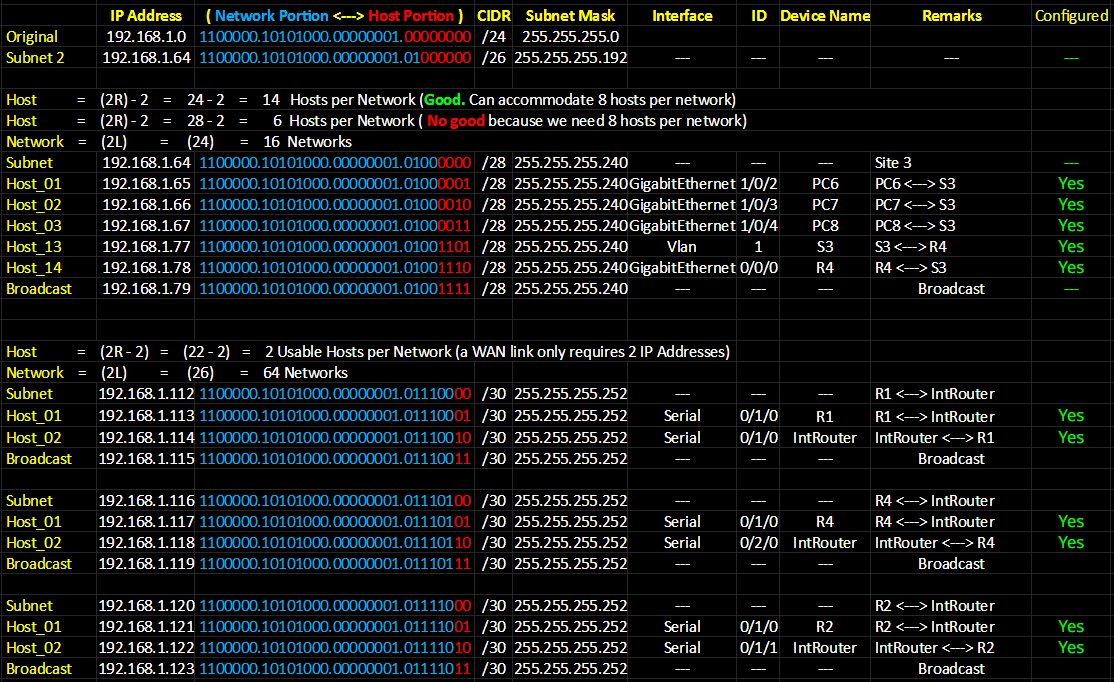 IP Address ( Network Portion <---> Host Portion ) CIDR Subnet Mask Interface ID Device Name Remarks Configured
Original 192.168.1.0 1100000.10101000.00000001.00000000 /24 255.255.255.0
Subnet 2 192.168.1.64 1100000.10101000.00000001.01000000 /26 255.255.255.192 --- --- --- --- ---
Host = (2R) - 2 = 24 - 2 = 14 Hosts per Network (Good. Can accommodate 8 hosts per network)
Host = (2R) - 2 = 28 - 2 = 6 Hosts per Network ( No good because we need 8 hosts per network)
Network = (2L) = (24) = 16 Networks
Subnet 192.168.1.64 1100000.10101000.00000001.01000000 /28 255.255.255.240 --- --- --- Site 3 ---
Host_01 192.168.1.65 1100000.10101000.00000001.01000001 /28 255.255.255.240 GigabitEthernet 1/0/2 PC6 PC6 <---> S3 Yes
Host_02 192.168.1.66 1100000.10101000.00000001.01000010 /28 255.255.255.240 GigabitEthernet 1/0/3 PC7 PC7 <---> S3 Yes
Host_03 192.168.1.67 1100000.10101000.00000001.01000011 /28 255.255.255.240 GigabitEthernet 1/0/4 PC8 PC8 <---> S3 Yes
Host_13 192.168.1.77 1100000.10101000.00000001.01001101 /28 255.255.255.240 Vlan 1 S3 S3 <---> R4 Yes
Host_14 192.168.1.78 1100000.10101000.00000001.01001110 /28 255.255.255.240 GigabitEthernet 0/0/0 R4 R4 <---> S3 Yes
Broadcast 192.168.1.79 1100000.10101000.00000001.01001111 /28 255.255.255.240 --- --- --- Broadcast ---
Host = (2R - 2) = (22 - 2) = 2 Usable Hosts per Network (a WAN link only requires 2 IP Addresses)
Network = (2L) = (26) = 64 Networks
Subnet 192.168.1.112 1100000.10101000.00000001.01110000 /30 255.255.255.252 --- --- --- R1 <---> IntRouter
Host_01 192.168.1.113 1100000.10101000.00000001.01110001 /30 255.255.255.252 Serial 0/1/0 R1 R1 <---> IntRouter Yes
Host_02 192.168.1.114 1100000.10101000.00000001.01110010 /30 255.255.255.252 Serial 0/1/0 IntRouter IntRouter <---> R1 Yes
Broadcast 192.168.1.115 1100000.10101000.00000001.01110011 /30 255.255.255.252 --- --- --- Broadcast
Subnet 192.168.1.116 1100000.10101000.00000001.01110100 /30 255.255.255.252 --- --- --- R4 <---> IntRouter
Host_01 192.168.1.117 1100000.10101000.00000001.01110101 /30 255.255.255.252 Serial 0/1/0 R4 R4 <---> IntRouter Yes
Host_02 192.168.1.118 1100000.10101000.00000001.01110110 /30 255.255.255.252 Serial 0/2/0 IntRouter IntRouter <---> R4 Yes
Broadcast 192.168.1.119 1100000.10101000.00000001.01110111 /30 255.255.255.252 --- --- --- Broadcast
Subnet 192.168.1.120 1100000.10101000.00000001.01111000 /30 255.255.255.252 --- --- --- R2 <---> IntRouter
Host_01 192.168.1.121 1100000.10101000.00000001.01111001 /30 255.255.255.252 Serial 0/1/0 R2 R2 <---> IntRouter Yes
Host_02 192.168.1.122 1100000.10101000.00000001.01111010 /30 255.255.255.252 Serial 0/1/1 IntRouter IntRouter <---> R2 Yes
Broadcast 192.168.1.123 1100000.10101000.00000001.01111011 /30 255.255.255.252 --- --- --- Broadcast